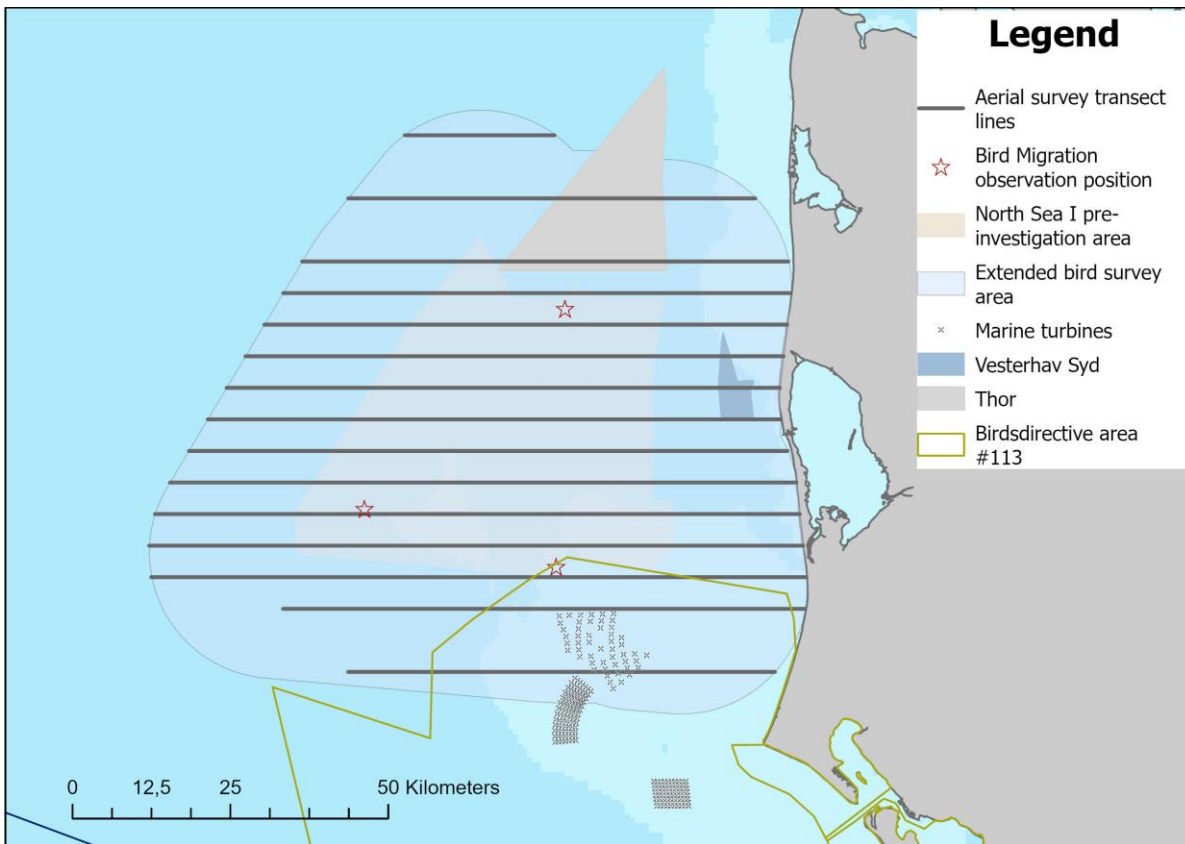 Legend
Aerial survey transect
lines
Bird Migration
observation position
North Sea I pre-
investigation area
Extended bird survey
area
Marine turbines
Vesterhav Syd
Thor
Birdsdirective area
#113
0 12,5 25 50 Kilometers